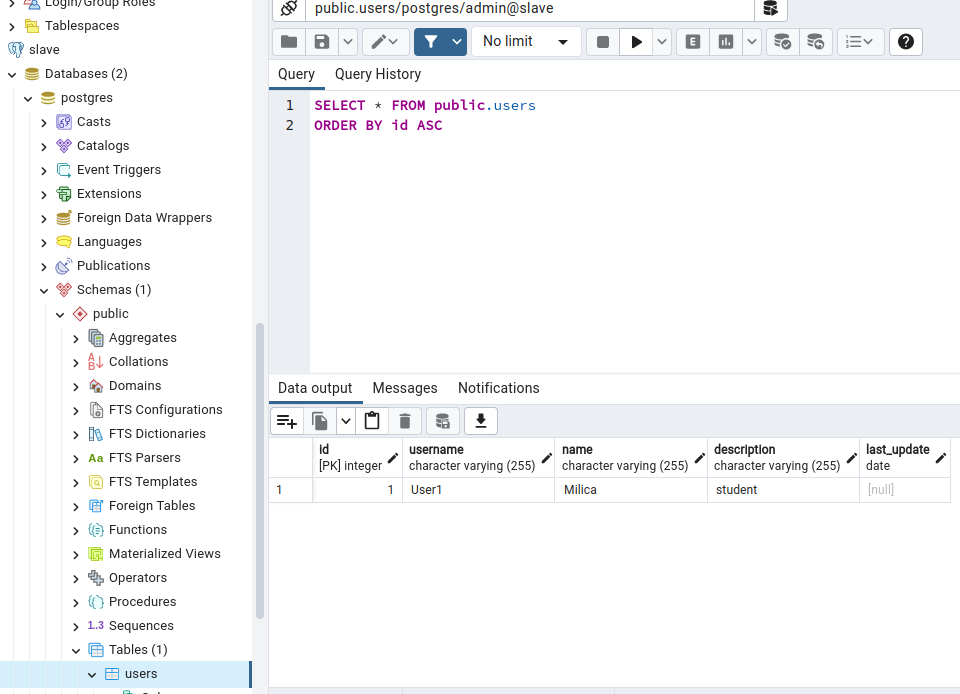 Login/Group Roles
Tablespaces
slave
Databases (2)
postgres
Casts
Catalogs
Event Triggers
Extensions
Foreign Data Wrappers
Languages
Publications
Schemas (1)
public
Aggregates
Collations
Domains
FTS Configurations
FTS Dictionaries
Aa FTS Parsers
FTS Templates
Foreign Tables
Functions
Materialized Views
Operators
Procedures
1..3 Sequences
Tables (1)
users
public.users/postgres/admin@slave
No limit
E
Query Query History
1 SELECT * FROM public.users
2 ORDER BY id ASC
Data output Messages Notifications
id username name description last_update
[PK] integer character varying (255) character varying (255) character varying (255) date
1 1 User1 Milica student [null]